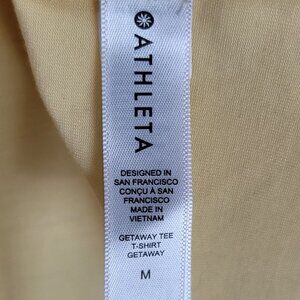 ATHLETA
DESIGNED IN
SAN FRANCISCO
CONÇU À SAN
FRANCISCO
MADE IN
VIETNAM
GETAWAY TEE
T-SHIRT
GETAWAY
M